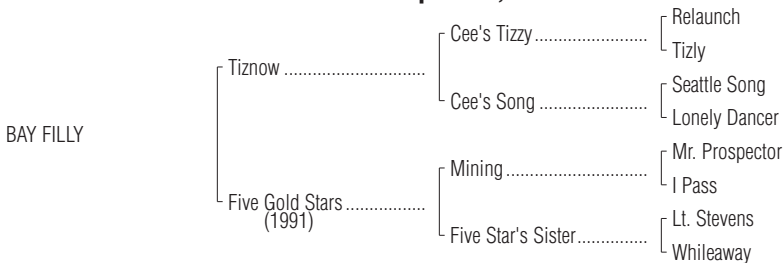 Relaunch
Cee's Tizzy
Tizly
Tiznow
Seattle Song
Cee's Song
Lonely Dancer
BAY FILLY
Mr. Prospector
Mining
I Pass
Five Gold Stars
(1991)
Lt. Stevens
Five Star's Sister
Whileaway